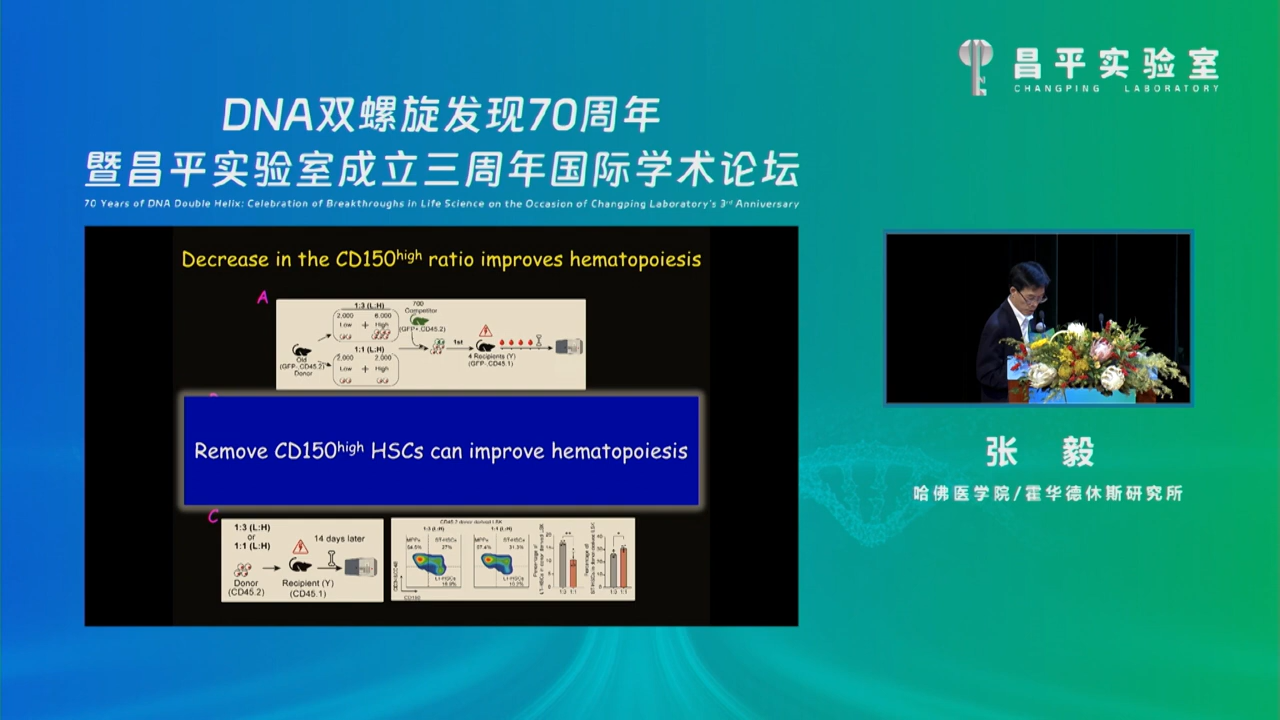 昌平实验室
CHANGPING LABORATORY
DNA双螺旋发现70周年
暨昌平实验室成立三周年国际学术论坛
70 Years of DNA Double Helix: Celebration of Breakthroughs in Life Science on the Occasion of Changping Laboratory's 3rd Anniversary
Decrease in the CD150high ratio improves hematopoiesis
A
1:3 (L:H)
2,000 6,000
Low + High
700
Competitor
(GFP+, CD45.2)
1:1 (L:H)
2,000 2,000
Low + High
Old
(GFP-, CD45.2)
Donor
1st
4 Recipients (Y)
(GFP-, CD45.1)
Remove CD150high HSCs can improve hematopoiesis
C
1:3 (L:H)
or
1:1 (L:H)
14 days later
Donor
(CD45.2)
Recipient (Y)
(CD45.1)
CD45.2 donor derived LSK
1:3 (L:H) 1:1 (L:H)
MPPs ST-HSCs
54.5% 27%
LT-HSCs
MPPs ST-HSCs
31.3%
LT-HSCs
CD150
1:3 1:1
1:3 1:1
张 毅
哈佛医学院/霍华德休斯研究所